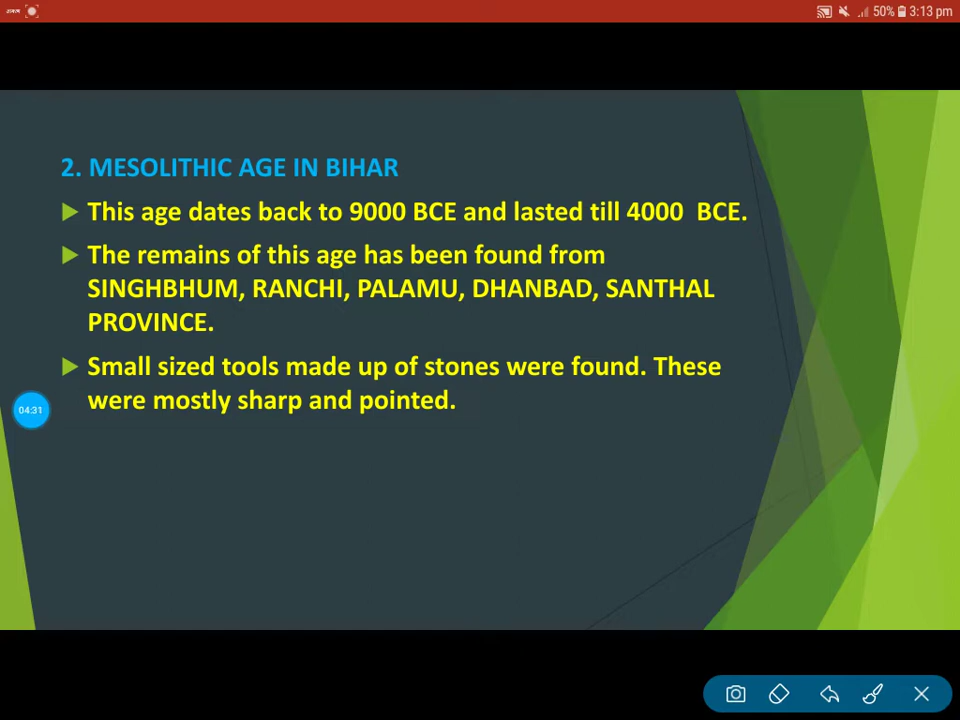 50% 3:13 pm
2. MESOLITHIC AGE IN BIHAR
This age dates back to 9000 BCE and lasted till 4000 BCE.
The remains of this age has been found from
SINGHBHUM, RANCHI, PALAMU, DHANBAD, SANTHAL
PROVINCE.
Small sized tools made up of stones were found. These
were mostly sharp and pointed.
04:31